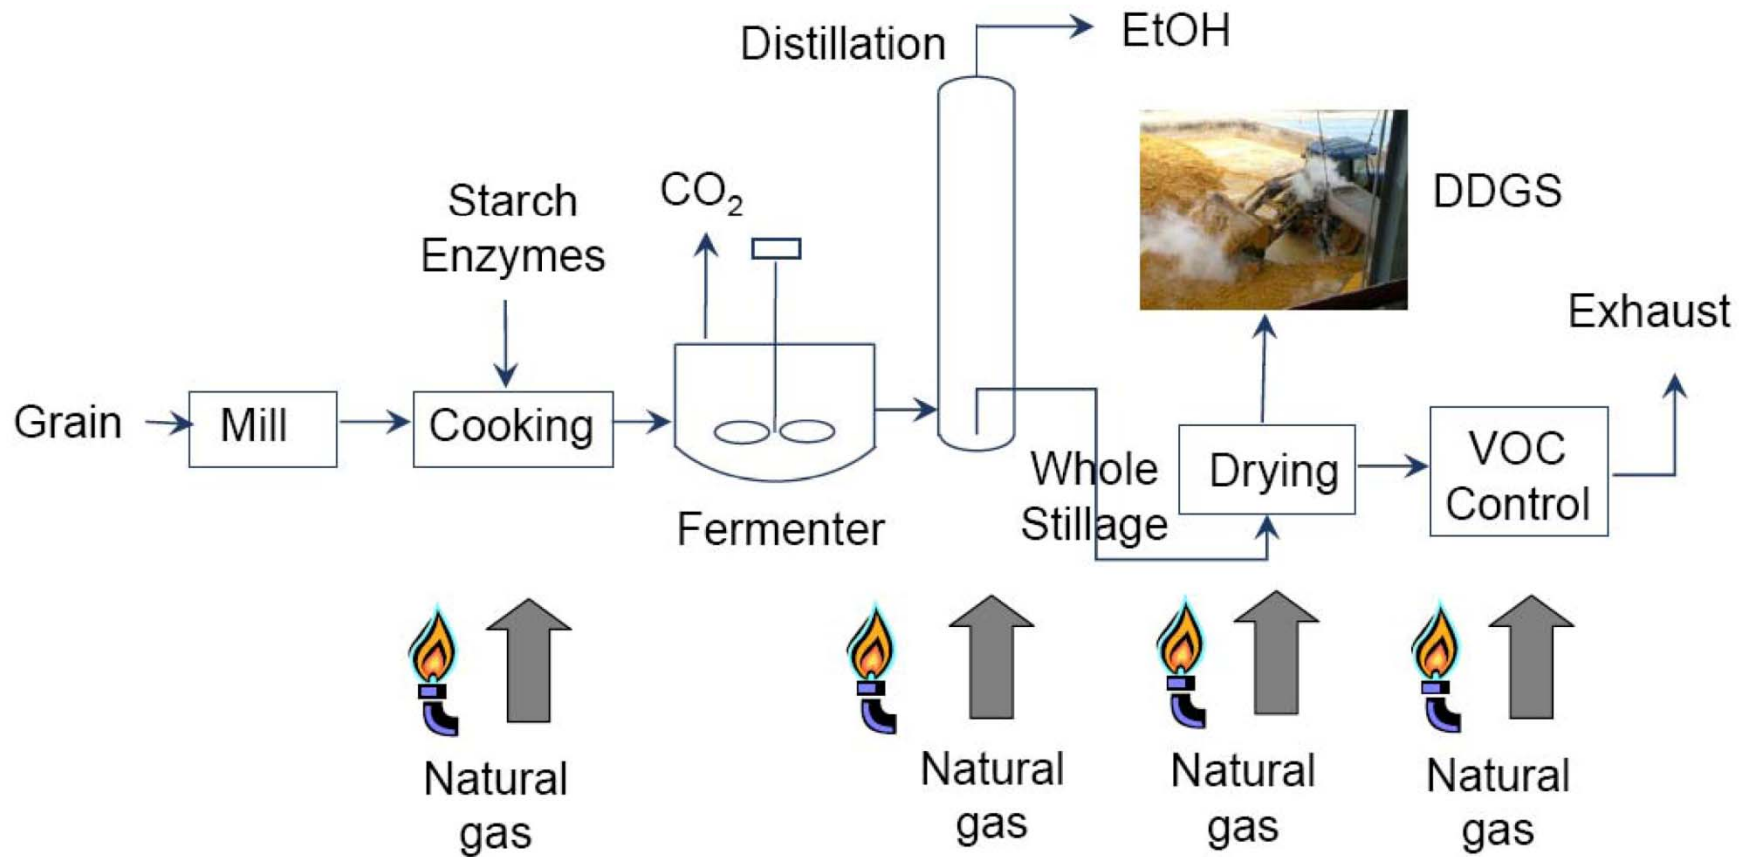 Distillation
EtOH
Starch
Enzymes
CO₂
DDGS
Exhaust
Grain
Mill
Cooking
Fermenter
Whole
Stillage
Drying
VOC
Control
Natural
gas
Natural
gas
Natural
gas
Natural
gas